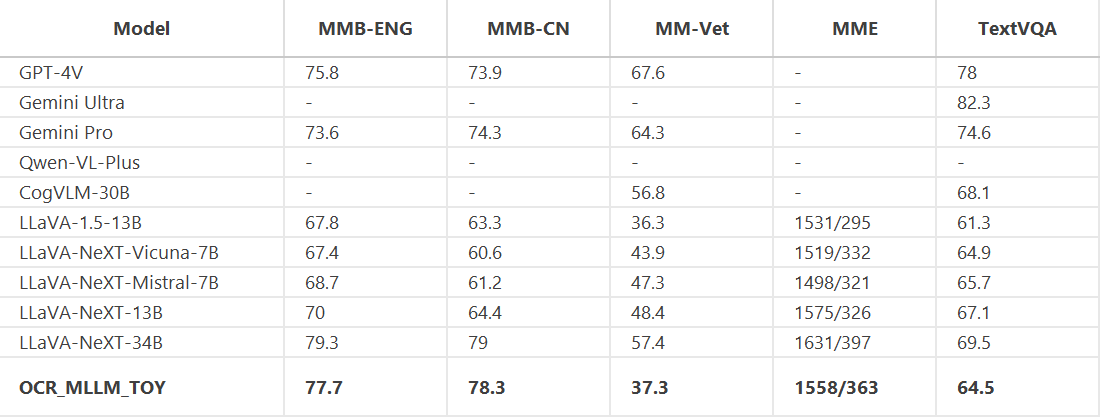 Model MMB-ENG MMB-CN MM-Vet MME TextVQA
GPT-4V 75.8 73.9 67.6 - 78
Gemini Ultra - - - - 82.3
Gemini Pro 73.6 74.3 64.3 - 74.6
Qwen-VL-Plus - - - - -
CogVLM-30B - - 56.8 - 68.1
LLaVA-1.5-13B 67.8 63.3 36.3 1531/295 61.3
LLaVA-NeXT-Vicuna-7B 67.4 60.6 43.9 1519/332 64.9
LLaVA-NeXT-Mistral-7B 68.7 61.2 47.3 1498/321 65.7
LLaVA-NeXT-13B 70 64.4 48.4 1575/326 67.1
LLaVA-NeXT-34B 79.3 79 57.4 1631/397 69.5
OCR_MLLM_TOY 77.7 78.3 37.3 1558/363 64.5